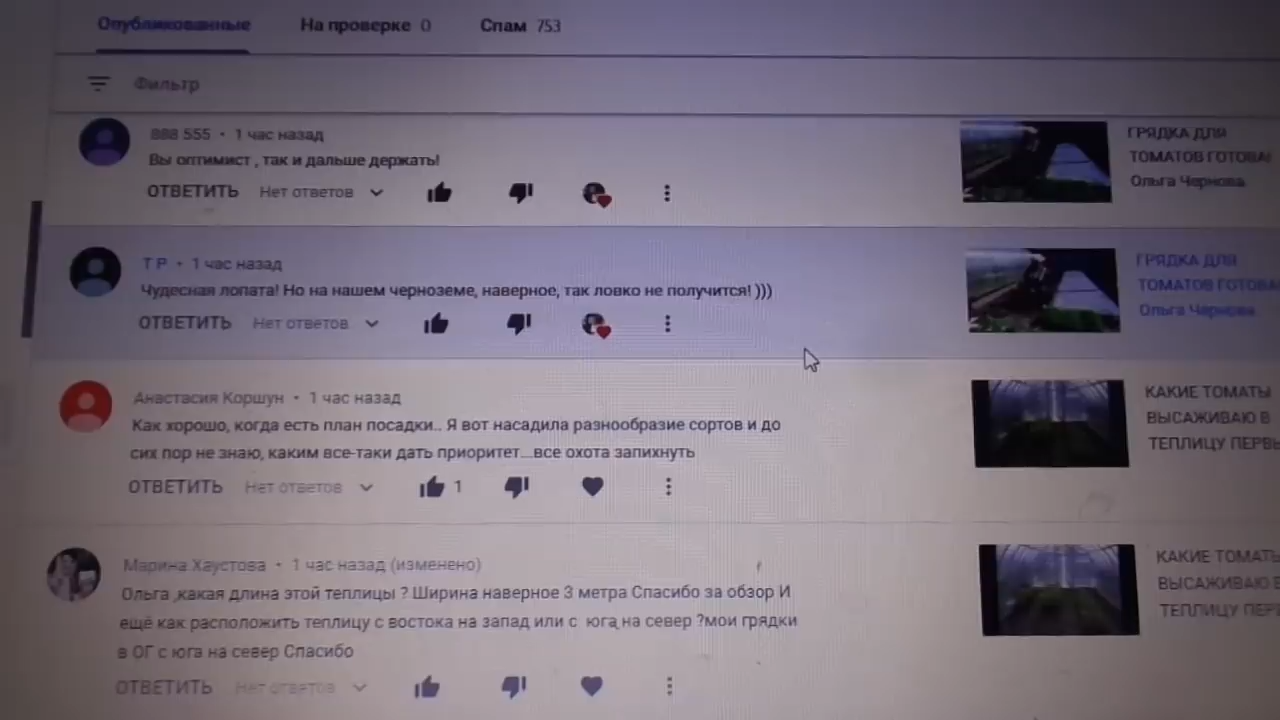 Опубликованные На проверке 0 Спам 753
Фильтр
888 555 • 1 час назад
Вы оптимист , так и дальше держать!
ОТВЕТИТЬ Нет ответов
ГРЯДКА ДЛЯ
ТОМАТОВ ГОТОВА!
Ольга Чернова
Т Р • 1 час назад
Чудесная лопата! Но на нашем черноземе, наверное, так ловко не получится! )))
ОТВЕТИТЬ Нет ответов
ГРЯДКА ДЛЯ
ТОМАТОВ ГОТОВА
Ольга Чернова
Анастасия Коршун • 1 час назад
Как хорошо, когда есть план посадки.. Я вот насадила разнообразие сортов и до
сих пор не знаю, каким все-таки дать приоритет...все охота запихнуть
ОТВЕТИТЬ Нет ответов 1
КАКИЕ ТОМАТЫ
ВЫСАЖИВАЮ В
ТЕПЛИЦУ ПЕРВЬ
Марина Хаустова • 1 час назад (изменено)
Ольга ,какая длина этой теплицы ? Ширина наверное 3 метра Спасибо за обзор И
ещё как расположить теплицу с востока на запад или с юга на север ?мои грядки
в ОГ с юга на север Спасибо
ОТВЕТИТЬ Нет ответов
КАКИЕ ТОМАТЫ
ВЫСАЖИВАЮ В
ТЕПЛИЦУ ПЕР